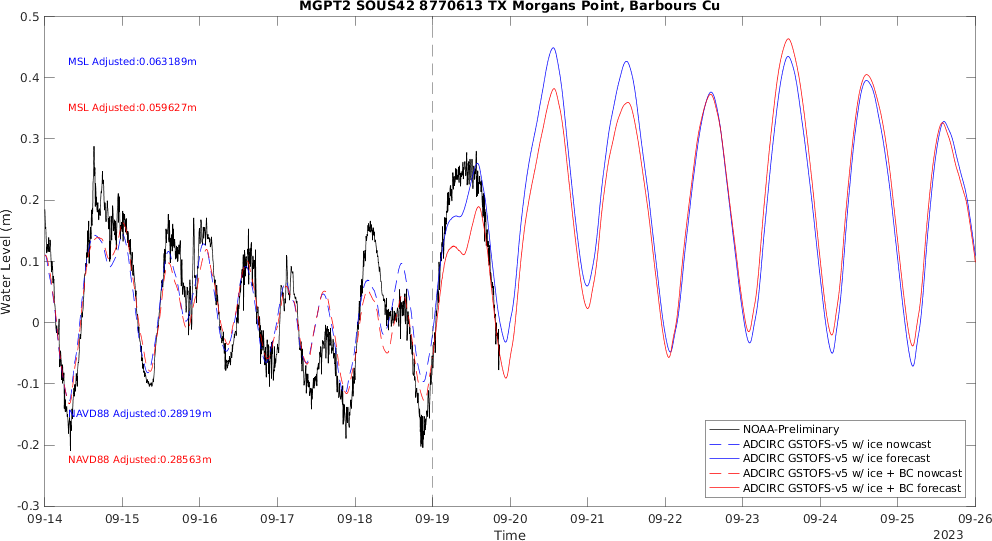 MGPT2 SOUS42 8770613 TX Morgans Point, Barbours Cu
0.5
0.4
0.3
0.2
0.1
0
-0.1
-0.2
-0.3
Water Level (m)
MSL Adjusted:0.063189m
MSL Adjusted:0.059627m
NAVD88 Adjusted:0.28919m
NAVD88 Adjusted:0.28563m
NOAA-Preliminary
ADCIRC GSTOFS-v5 w/ ice nowcast
ADCIRC GSTOFS-v5 w/ ice forecast
ADCIRC GSTOFS-v5 w/ ice + BC nowcast
ADCIRC GSTOFS-v5 w/ ice + BC forecast
09-14 09-15 09-16 09-17 09-18 09-19 09-20 09-21 09-22 09-23 09-24 09-25 09-26
Time
2023